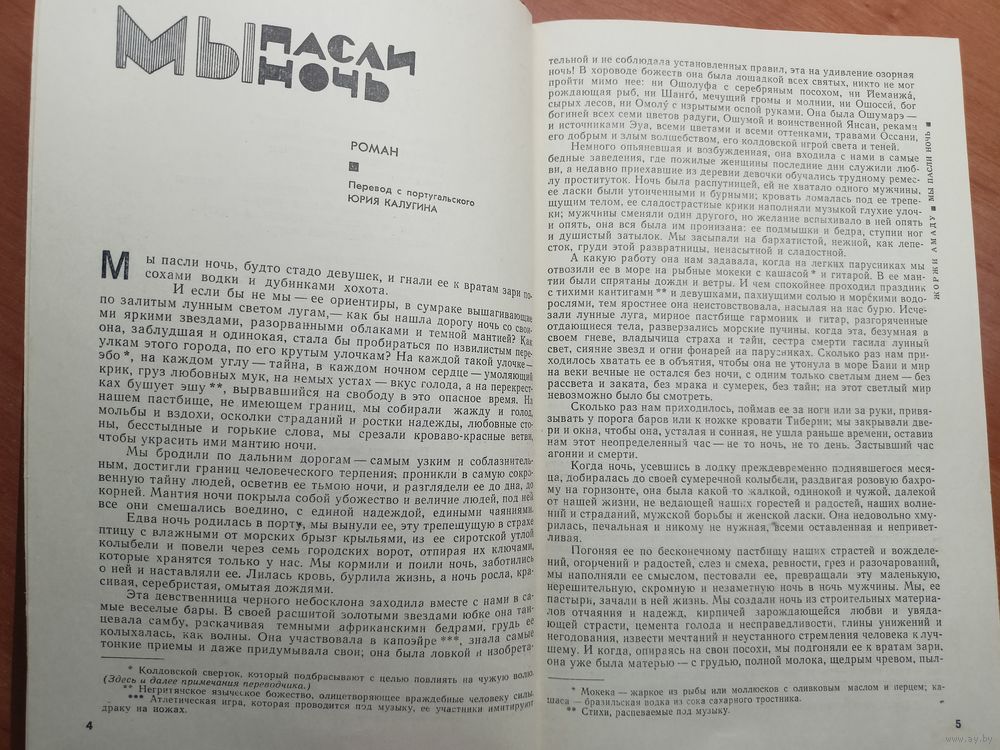 МЫ ПАСЛИ
НОЧЬ
РОМАН
Перевод с португальского
ЮРИЯ КАЛУГИНА
Мы пасли ночь, будто стадо девушек, и гнали ее к вратам зари по-
сохами водки и дубинками хохота.
И если бы не мы — ее ориентиры, в сумраке вышагивающие
по залитым лунным светом лугам,— как бы нашла дорогу ночь со свои-
ми яркими звездами, разорванными облаками и темной мантией? Как
она, заблудшая и одинокая, стала бы пробираться по извилистым пере-
улкам этого города, по его крутым улочкам? На каждой такой улочке—
эбо *, на каждом углу — тайна, в каждом ночном сердце — умоляющий
крик, груз любовных мук, на немых устах — вкус голода, а на перекрест-
ках бушует эшу **, вырвавшийся на свободу в это опасное время. На
нашем пастбище, не имеющем границ, мы собирали жажду и голод,
мольбы и вздохи, осколки страданий и ростки надежды, любовные сто-
ны, бесстыдные и горькие слова, мы срезали кроваво-красные ветви,
чтобы украсить ими мантию ночи.
Мы бродили по дальним дорогам — самым узким и соблазнитель-
ным, достигли границ человеческого терпения, проникли в самую сокро-
венную тайну людей, осветив ее тьмою ночи, и разглядели ее до дна, до
корней. Мантия ночи покрыла собой убожество и величие людей, под ней
все они смешались воедино, с единой надеждой, едиными чаяниями.
Едва ночь родилась в порту, мы вынули ее, эту трепещущую в страхе
птицу с влажными от морских брызг крыльями, из ее сиротской утлой
колыбели и повели через семь городских ворот, отпирая их ключами,
которые хранятся только у нас. Мы кормили и поили ночь, заботились
о ней и наставляли ее. Лилась кровь, бурлила жизнь, а ночь росла, кра-
сивая, серебристая, омытая дождями.
Эта девственница черного небосклона заходила вместе с нами в са-
мые веселые бары. В своей расшитой золотыми звездами юбке она тан-
цевала самбу, раскачивая темными африканскими бедрами, грудь ее
колыхалась, как волны. Она участвовала в капоэйре ***, знала самые
тонкие приемы и даже придумывала свои; она была ловкой и изобрета-
* Колдовской сверток, который подбрасывают с целью повлиять на чужую волю.
(Здесь и далее примечания переводчика.)
** Негритянское языческое божество, олицетворяющее враждебные человеку силы.
*** Атлетическая игра, которая проводится под музыку, ее участники имитируют
драку на ножах.
4
тельной и не соблюдала установленных правил, эта на удивление озорная
ночь! В хороводе божеств она была лошадкой всех святых, никто не мог
пройти мимо нее: ни Ошолуфа с серебряным посохом, ни Йеманжа́,
рождающая рыб, ни Шанго́, мечущий громы и молнии, ни Ошосси, бог
сырых лесов, ни Омолу́ с изрытыми оспой руками. Она была Ошумарэ —
богиней всех семи цветов радуги, Ошумой и воинственной Янсан, реками
и источниками Эуа, всеми цветами и всеми оттенками, травами Оссани,
его добрым и злым волшебством, его колдовской игрой света и теней.
Немного опьяневшая и возбужденная, она входила с нами в самые
бедные заведения, где пожилые женщины последние дни служили люб-
ви, а недавно приехавшие из деревни девочки обучались трудному ремес-
лу проституток. Ночь была распутницей, ей не хватало одного мужчины,
ее ласки были утонченными и бурными; кровать ломалась под ее трепе-
щущим телом, ее сладострастные крики наполняли музыкой глухие улоч-
ки; мужчины сменяли один другого, но желание вспыхивало в ней опять
и опять, она вся была им пронизана: ее подмышки и бедра, ступни ног
и душистый затылок. Мы засыпали на бархатистой, нежной, как лепе-
сток, груди этой развратницы, ненасытной и сладостной.
А какую работу она нам задавала, когда на легких парусниках мы
отвозили ее в море на рыбные мокеки с кашасой * и гитарой. В ее ман-
тии были спрятаны дожди и ветры. И чем спокойнее проходил праздник
с тихими кантигами ** и девушками, пахнущими солью и морскими водо-
рослями, тем яростнее она неистовствовала, насылая на нас бурю. Исче-
зали лунные луга, мирное пастбище гармоник и гитар, разгоряченные
отдающиеся тела, разверзались морские пучины, когда эта, безумная в
своем гневе, владычица страха и тайн, сестра смерти гасила лунный
свет, сияние звезд и огни фонарей на парусниках. Сколько раз нам при-
ходилось хватать ее в объятия, чтобы она не утонула в море Баии и мир
на веки вечные не остался без ночи, с одним только светлым днем — без
рассвета и заката, без мрака и сумерек, без тайн; на этот светлый мир
невозможно было бы смотреть.
Сколько раз нам приходилось, поймав ее за ноги или за руки, привя-
зывать у порога баров или к ножке кровати Тиберии; мы закрывали две-
ри и окна, чтобы она, усталая и сонная, не ушла раньше времени, оставив
нам этот неопределенный час — не то ночь, не то день. Застывший час
агонии и смерти.
Когда ночь, усевшись в лодку преждевременно поднявшегося меся-
ца, добиралась до своей сумеречной колыбели, раздвигая розовую бахро-
му на горизонте, она была какой-то жалкой, одинокой и чужой, далекой
от нашей жизни, не ведающей наших горестей и радостей, наших волне-
ний и страданий, мужской борьбы и женской ласки. Она недовольно хму-
рилась, печальная и никому не нужная, всеми оставленная и неприветли-
вая.
Погоняя ее по бесконечному пастбищу наших страстей и вожделе-
ний, огорчений и радостей, слез и смеха, ревности, грез и разочарований,
мы наполняли ее смыслом, пестовали ее, превращали эту маленькую,
нерешительную, скромную и незаметную ночь в ночь мужчины. Мы, ее
пастыри, зачали в ней жизнь. Мы создали ночь из строительных материа-
лов отчаяния и надежд, кирпичей зарождающейся любви и увяда-
ющей страсти, цемента голода и несправедливости, глины унижений и
негодования, извести мечтаний и неустанного стремления человека к луч-
шему. И когда, опираясь на свои посохи, мы подгоняли ее к вратам зари,
она уже была матерью — с грудью, полной молока, щедрым чревом, пыл-
* Мокека — жаркое из рыбы или моллюсков с оливковым маслом и перцем; ка-
шаса — бразильская водка из сока сахарного тростника.
** Стихи, распеваемые под музыку.
5
ЖОРЖИ АМАДУ ■ МЫ ПАСЛИ НОЧЬ ■
www.ay.by